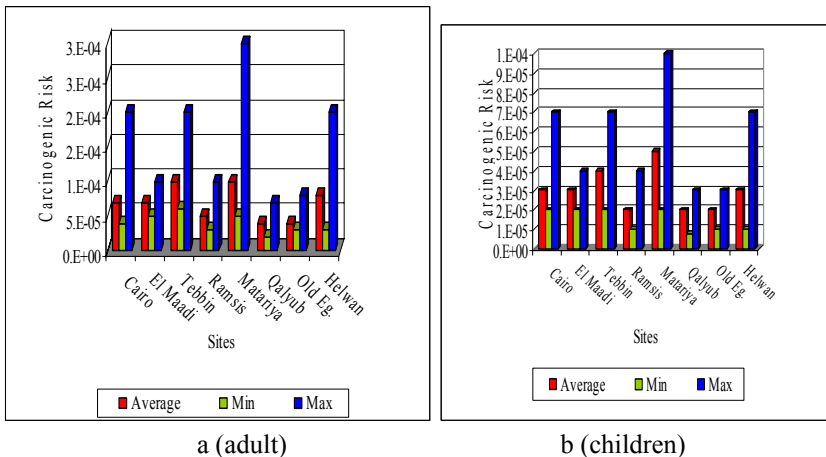 Carcinogenic Risk
3.E-04
3.E-04
2.E-04
2.E-04
1.E-04
5.E-05
0.E+00
Cairo
El Maadi
Tebbin
Ramsis
Matariya
Qalyub
Old Eg.
Helwan
Sites
Average Min Max
a (adult)
Carcinogenic Risk
1.E-04
9.E-05
8.E-05
7.E-05
6.E-05
5.E-05
4.E-05
3.E-05
2.E-05
1.E-05
0.E+00
Cairo
El Maadi
Tebbin
Ramsis
Matariya
Qalyub
Old Eg.
Helwan
Sites
Average Min Max
b (children)